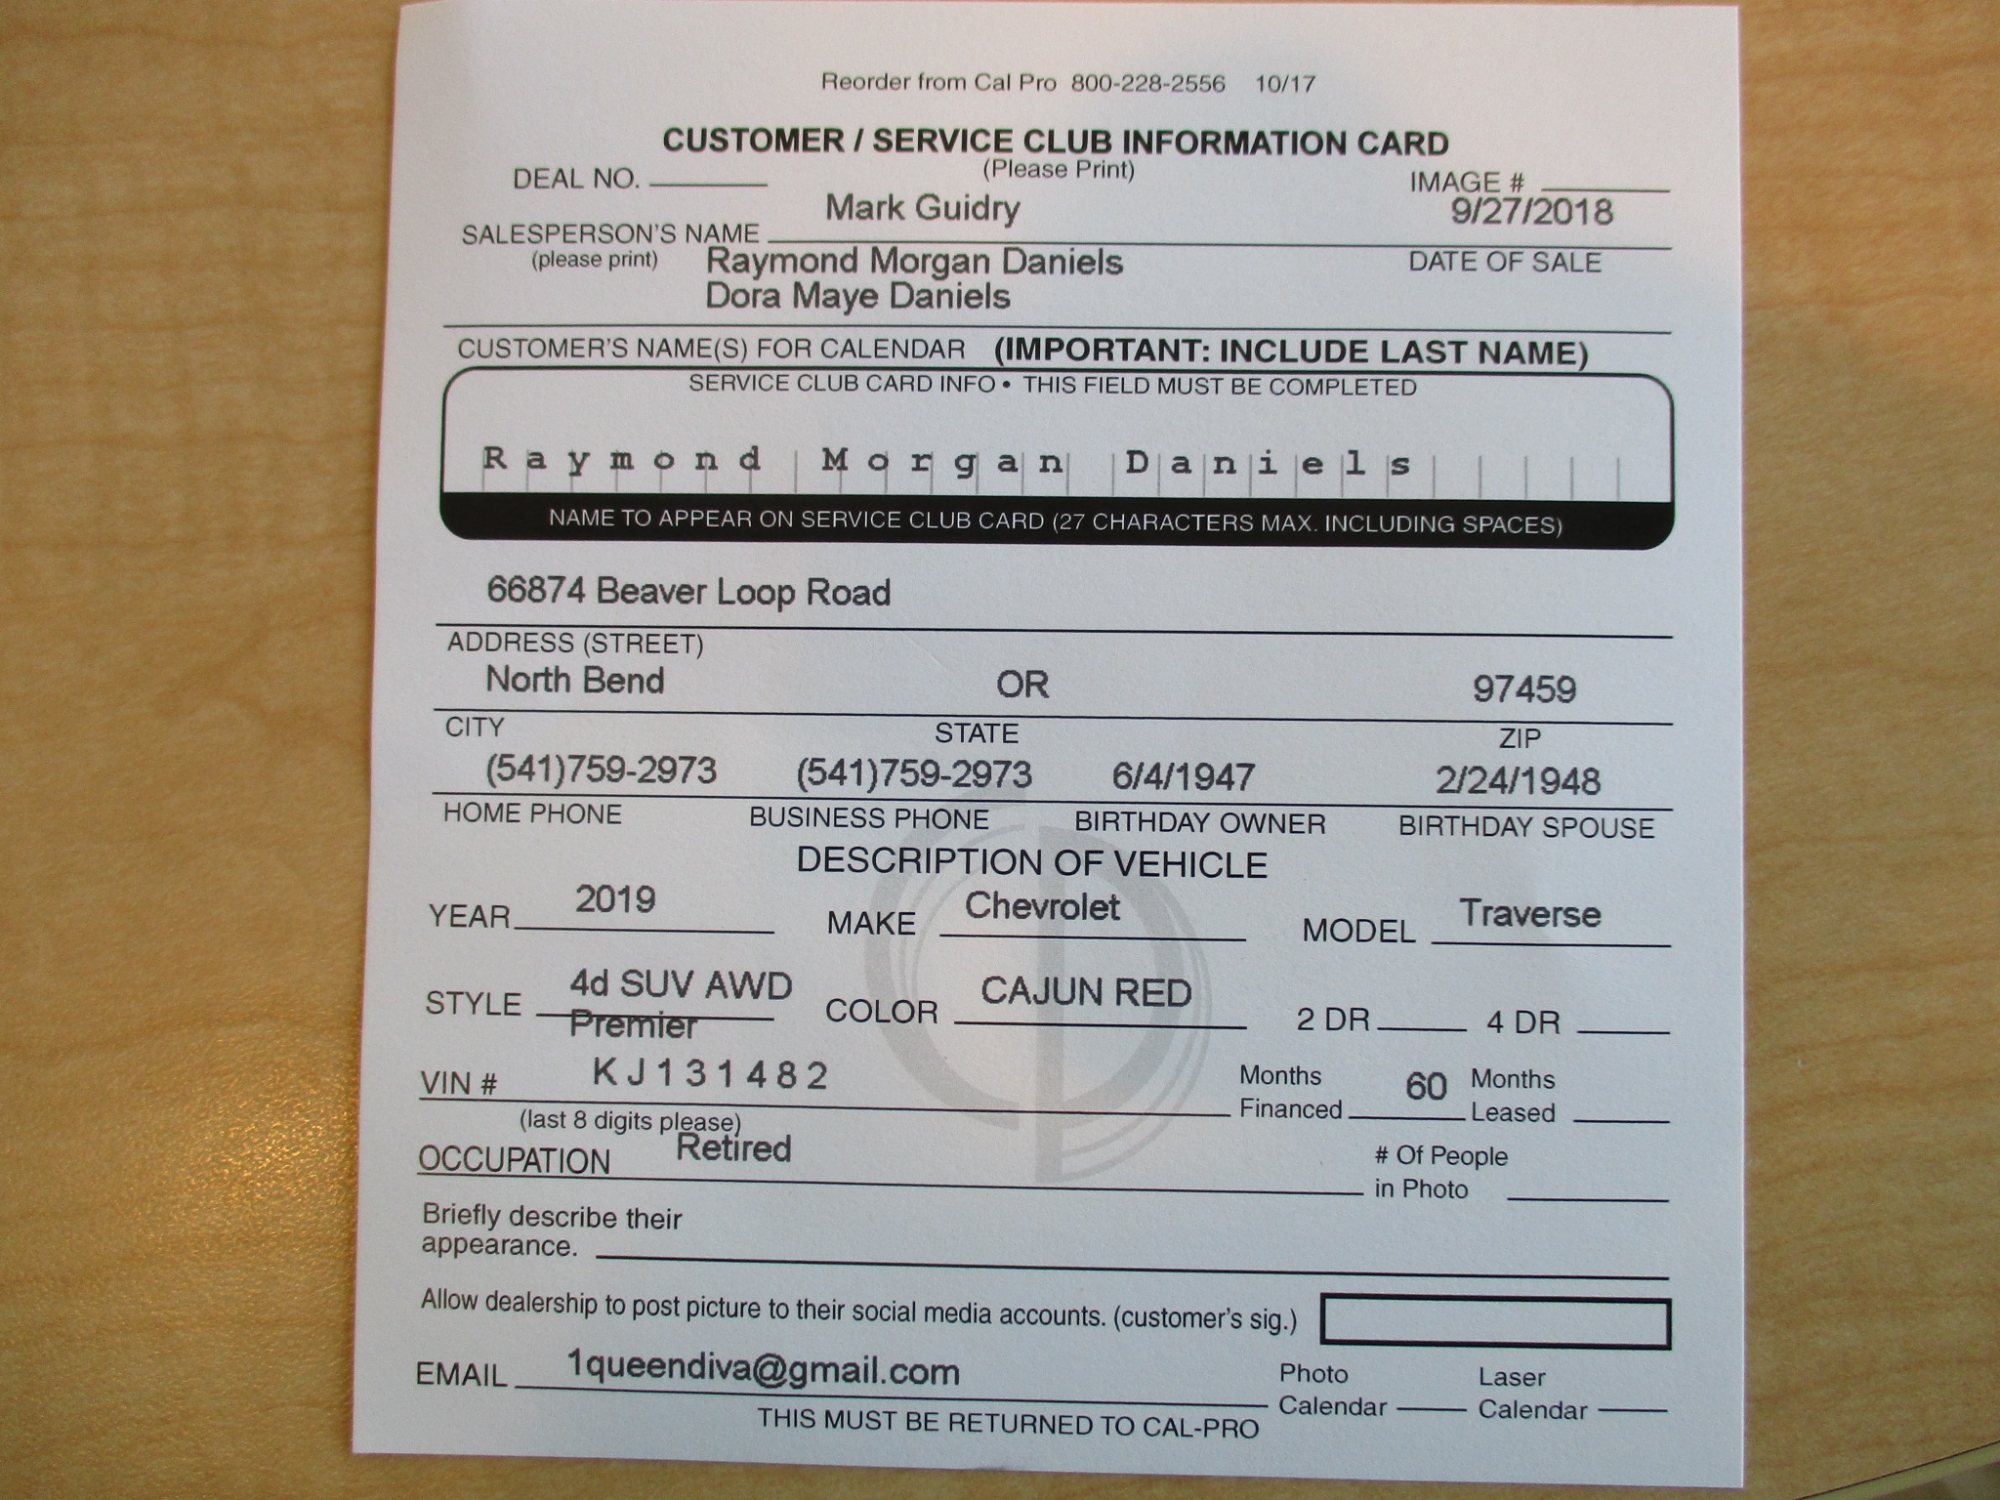 Reorder from Cal Pro 800-228-2556 10/17
CUSTOMER / SERVICE CLUB INFORMATION CARD
(Please Print)
DEAL NO.
IMAGE #
Mark Guidry
9/27/2018
SALESPERSON'S NAME
(please print)
DATE OF SALE
Raymond Morgan Daniels
Dora Maye Daniels
CUSTOMER'S NAME(S) FOR CALENDAR (IMPORTANT: INCLUDE LAST NAME)
SERVICE CLUB CARD INFO • THIS FIELD MUST BE COMPLETED
Raymond Morgan Daniels
NAME TO APPEAR ON SERVICE CLUB CARD (27 CHARACTERS MAX. INCLUDING SPACES)
66874 Beaver Loop Road
ADDRESS (STREET)
North Bend OR 97459
CITY STATE ZIP
(541)759-2973 (541)759-2973 6/4/1947 2/24/1948
HOME PHONE BUSINESS PHONE BIRTHDAY OWNER BIRTHDAY SPOUSE
DESCRIPTION OF VEHICLE
YEAR 2019 MAKE Chevrolet MODEL Traverse
STYLE 4d SUV AWD Premier COLOR CAJUN RED 2 DR 4 DR
VIN # KJ131482
(last 8 digits please)
Months Financed 60 Months Leased
OCCUPATION Retired
# Of People in Photo
Briefly describe their
appearance.
Allow dealership to post picture to their social media accounts. (customer's sig.)
EMAIL 1queendiva@gmail.com
Photo Calendar Laser Calendar
THIS MUST BE RETURNED TO CAL-PRO